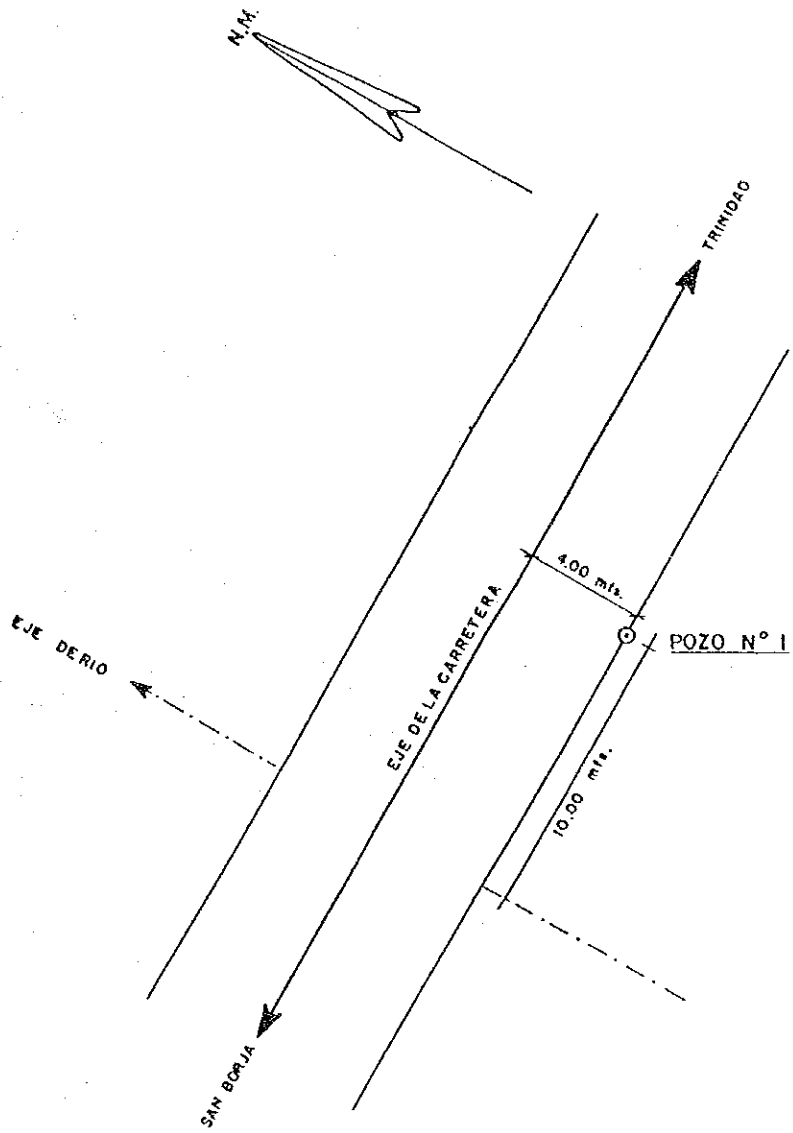 N.M.
TRINIDAD
4.00 mts.
EJE DE LA CARRETERA
POZO N° 1
EJE DE RIO
10.00 mts.
SAN BORJA